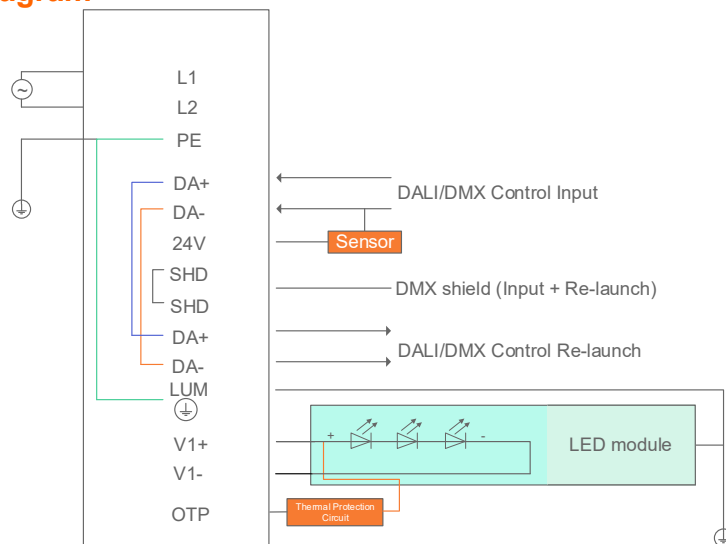 L1
L2
PE
DA+
DALI/DMX Control Input
DA-
24V
Sensor
SHD
DMX shield (Input + Re-launch)
SHD
DA+
DALI/DMX Control Re-launch
DA-
LUM
V1+
+
-
LED module
V1-
Thermal Protection
Circuit
OTP